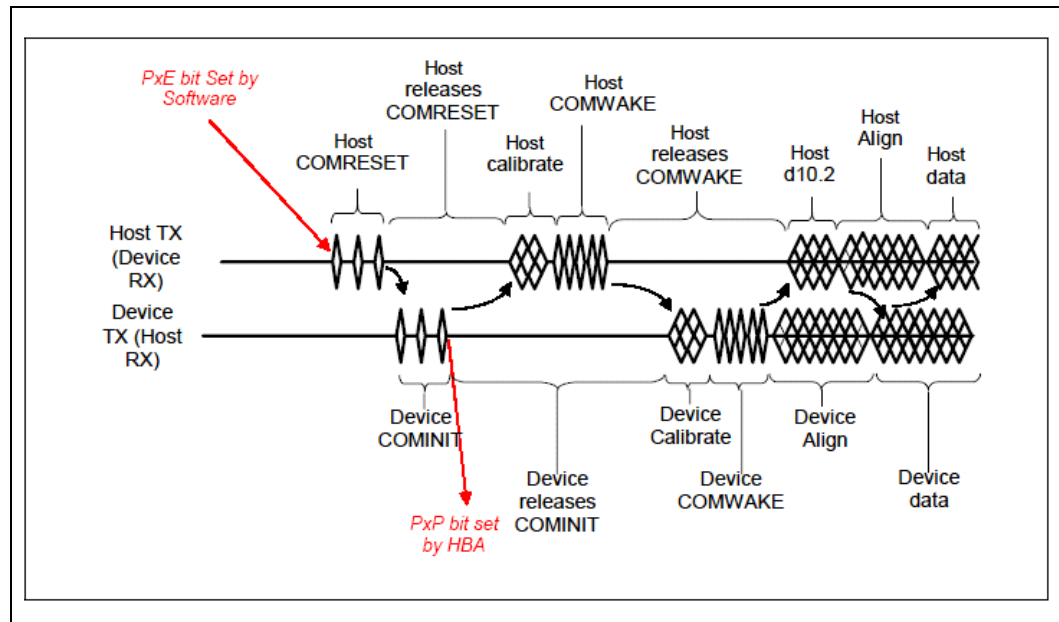 PxE bit Set by
Software
Host
COMRESET
Host
releases
COMRESET
Host
calibrate
Host
COMWAKE
Host
releases
COMWAKE
Host
d10.2
Host
Align
Host
data
Host TX
(Device
RX)
Device
TX (Host
RX)
Device
COMINIT
PxP bit set
by HBA
Device
releases
COMINIT
Device
Calibrate
Device
COMWAKE
Device
Align
Device
data